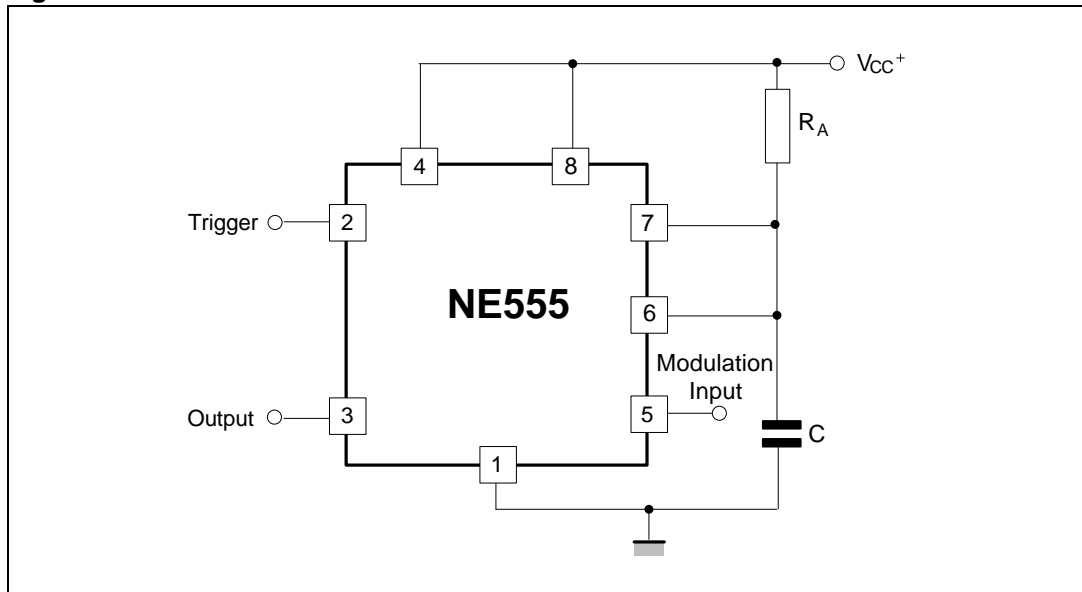 VCC+
RA
4
8
Trigger
2
7
NE555
6
Modulation
Input
Output
3
5
C
1